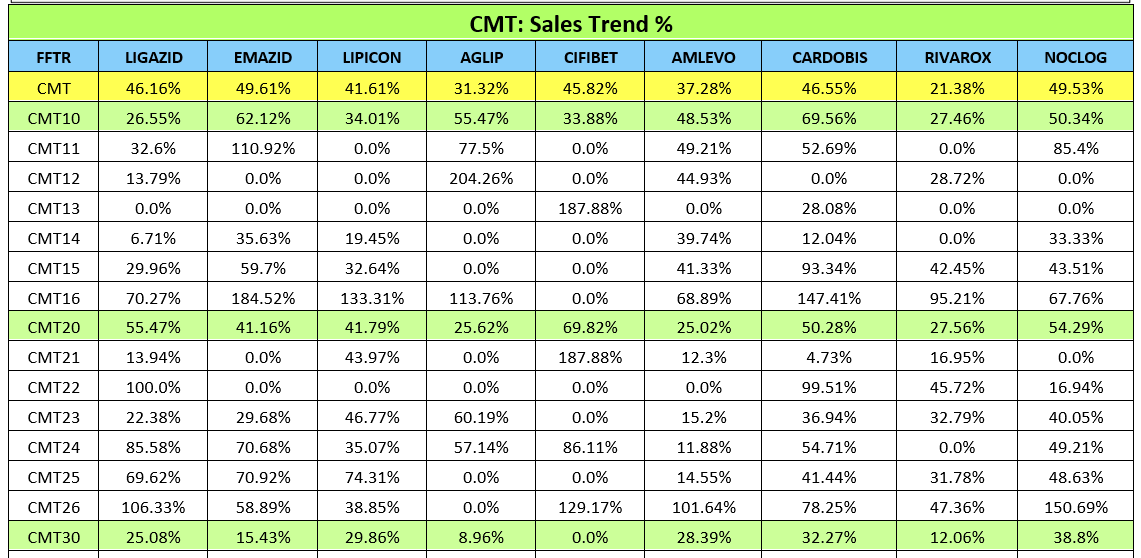 CMT: Sales Trend %
FFTR LIGAZID EMAZID LIPICON AGLIP CIFIBET AMLEVO CARDOBIS RIVAROX NOCLOG
CMT 46.16% 49.61% 41.61% 31.32% 45.82% 37.28% 46.55% 21.38% 49.53%
CMT10 26.55% 62.12% 34.01% 55.47% 33.88% 48.53% 69.56% 27.46% 50.34%
CMT11 32.6% 110.92% 0.0% 77.5% 0.0% 49.21% 52.69% 0.0% 85.4%
CMT12 13.79% 0.0% 0.0% 204.26% 0.0% 44.93% 0.0% 28.72% 0.0%
CMT13 0.0% 0.0% 0.0% 0.0% 187.88% 0.0% 28.08% 0.0% 0.0%
CMT14 6.71% 35.63% 19.45% 0.0% 0.0% 39.74% 12.04% 0.0% 33.33%
CMT15 29.96% 59.7% 32.64% 0.0% 0.0% 41.33% 93.34% 42.45% 43.51%
CMT16 70.27% 184.52% 133.31% 113.76% 0.0% 68.89% 147.41% 95.21% 67.76%
CMT20 55.47% 41.16% 41.79% 25.62% 69.82% 25.02% 50.28% 27.56% 54.29%
CMT21 13.94% 0.0% 43.97% 0.0% 187.88% 12.3% 4.73% 16.95% 0.0%
CMT22 100.0% 0.0% 0.0% 0.0% 0.0% 0.0% 99.51% 45.72% 16.94%
CMT23 22.38% 29.68% 46.77% 60.19% 0.0% 15.2% 36.94% 32.79% 40.05%
CMT24 85.58% 70.68% 35.07% 57.14% 86.11% 11.88% 54.71% 0.0% 49.21%
CMT25 69.62% 70.92% 74.31% 0.0% 0.0% 14.55% 41.44% 31.78% 48.63%
CMT26 106.33% 58.89% 38.85% 0.0% 129.17% 101.64% 78.25% 47.36% 150.69%
CMT30 25.08% 15.43% 29.86% 8.96% 0.0% 28.39% 32.27% 12.06% 38.8%